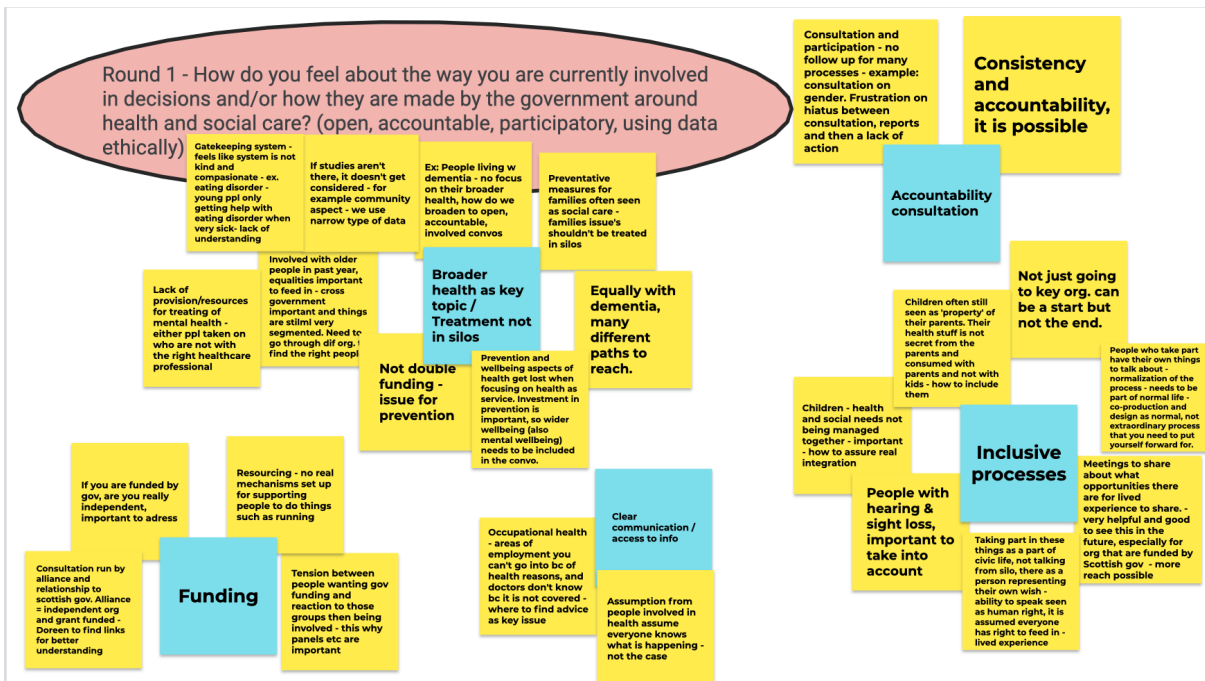 Round 1 - How do you feel about the way you are currently involved
in decisions and/or how they are made by the government around
health and social care? (open, accountable, participatory, using data
ethically)
Gatekeeping system -
feels like system is not
kind and
compasionate - ex.
eating disorder -
young ppl only
getting help with
eating disorder when
very sick- lack of
understanding
If studies aren't
there, it doesn't get
considered - for
example community
aspect - we use
narrow type of data
Ex: People living w
dementia - no focus
on their broader
health, how do we
broaden to open,
accountable,
involved convos
Preventative
measures for
families often seen
as social care -
families issue's
shouldn't be treated
in silos
Lack of
provision/resources
for treating of
mental health -
either ppl taken on
who are not with
the right healthcare
professional
Involved with older
people in past year,
equalities important
to feed in - cross
government
important and things
are stilml very
segmented. Need to
go through dif org.
find the right people
Broader
health as key
topic /
Treatment not
in silos
Equally with
dementia,
many
different
paths to
reach.
Not double
funding -
issue for
prevention
Prevention and
wellbeing aspects of
health get lost when
focusing on health as
service. Investment in
prevention is
important, so wider
wellbeing (also
mental wellbeing)
needs to be included
in the convo.
If you are funded by
gov, are you really
independent,
important to adress
Resourcing - no real
mechanisms set up
for supporting
people to do things
such as running
Consultation run by
alliance and
relationship to
scottish gov. Alliance
= independent org
and grant funded -
Doreen to find links
for better
understanding
Funding
Tension between
people wanting gov
funding and
reaction to those
groups then being
involved - this why
panels etc are
important
Occupational health
- areas of
employment you
can't go into bc of
health reasons, and
doctors don't know
bc it is not covered -
where to find advice
as key issue
Clear
communication /
access to info
Assumption from
people involved in
health assume
everyone knows
what is happening -
not the case
Consultation and
participation - no
follow up for many
processes - example:
consultation on
gender. Frustration on
hiatus between
consultation, reports
and then a lack of
action
Consistency
and
accountability,
it is possible
Accountability
consultation
Not just going
to key org. can
be a start but
not the end.
Children often still
seen as 'property' of
their parents. Their
health stuff is not
secret from the
parents and
consumed with
parents and not with
kids - how to include
them
People who take part
have their own things
to talk about -
normalization of the
process - needs to be
part of normal life -
co-production and
design as normal, not
extraordinary process
that you need to put
yourself forward for.
Children - health
and social needs not
being managed
together - important
- how to assure real
integration
Inclusive
processes
People with
hearing &
sight loss,
important to
take into
account
Meetings to share
about what
opportunities there
are for lived
experience to share. -
very helpful and good
to see this in the
future, especially for
org that are funded by
Scottish gov - more
reach possible
Taking part in these
things as a part of
civic life, not talking
from silo, there as a
person representing
their own wish -
ability to speak seen
as human right, it is
assumed everyone
has right to feed in -
lived experience